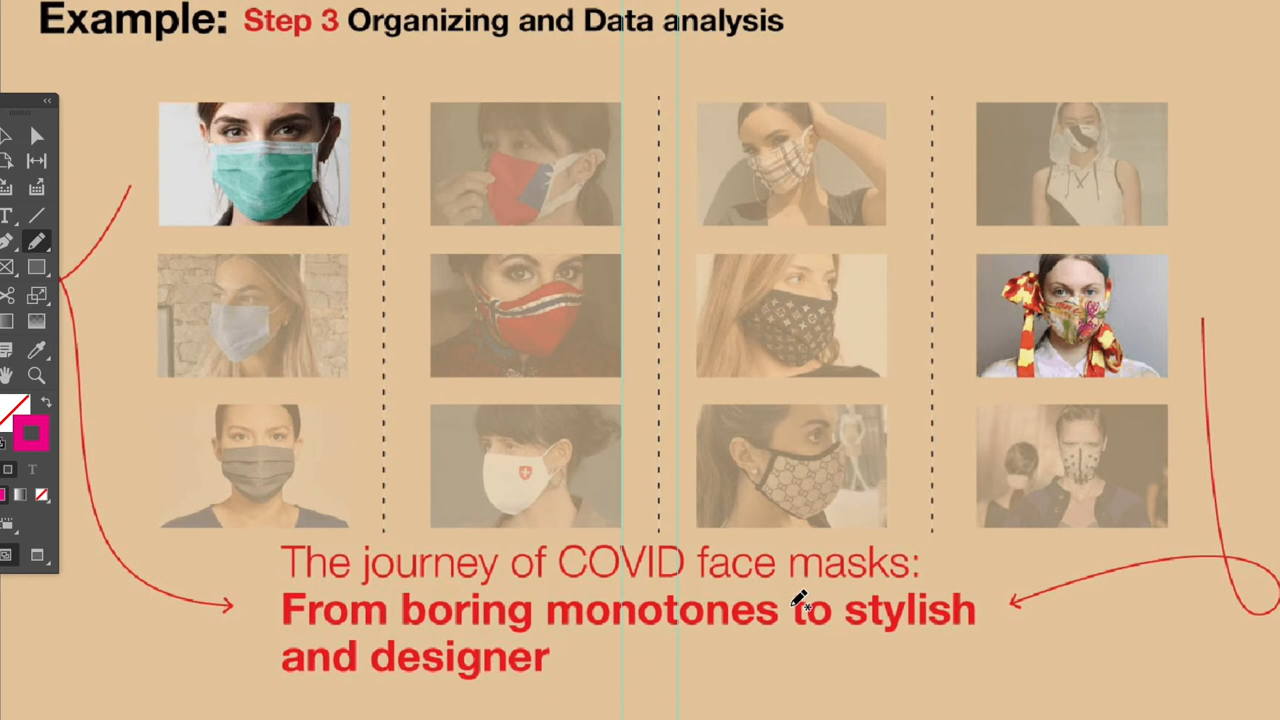 Example: Step 3 Organizing and Data analysis
The journey of COVID face masks:
From boring monotones to stylish
and designer